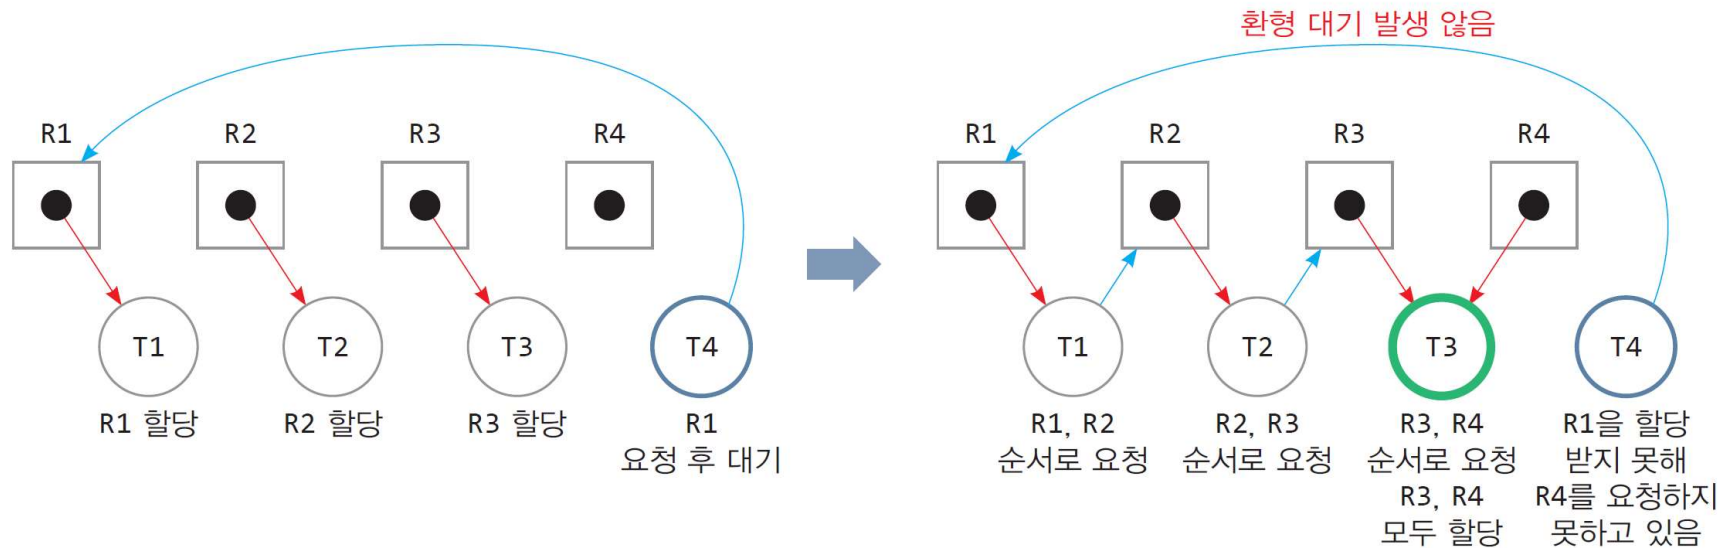 환형 대기 발생 않음
R1
R2
R3
R4
T1
T2
T3
T4
R1 할당
R2 할당
R3 할당
R1
요청 후 대기
R1
R2
R3
R4
T1
T2
T3
T4
R1, R2
순서로 요청
R2, R3
순서로 요청
R3, R4
순서로 요청
R3, R4
모두 할당
R1을 할당
받지 못해
R4를 요청하지
못하고 있음